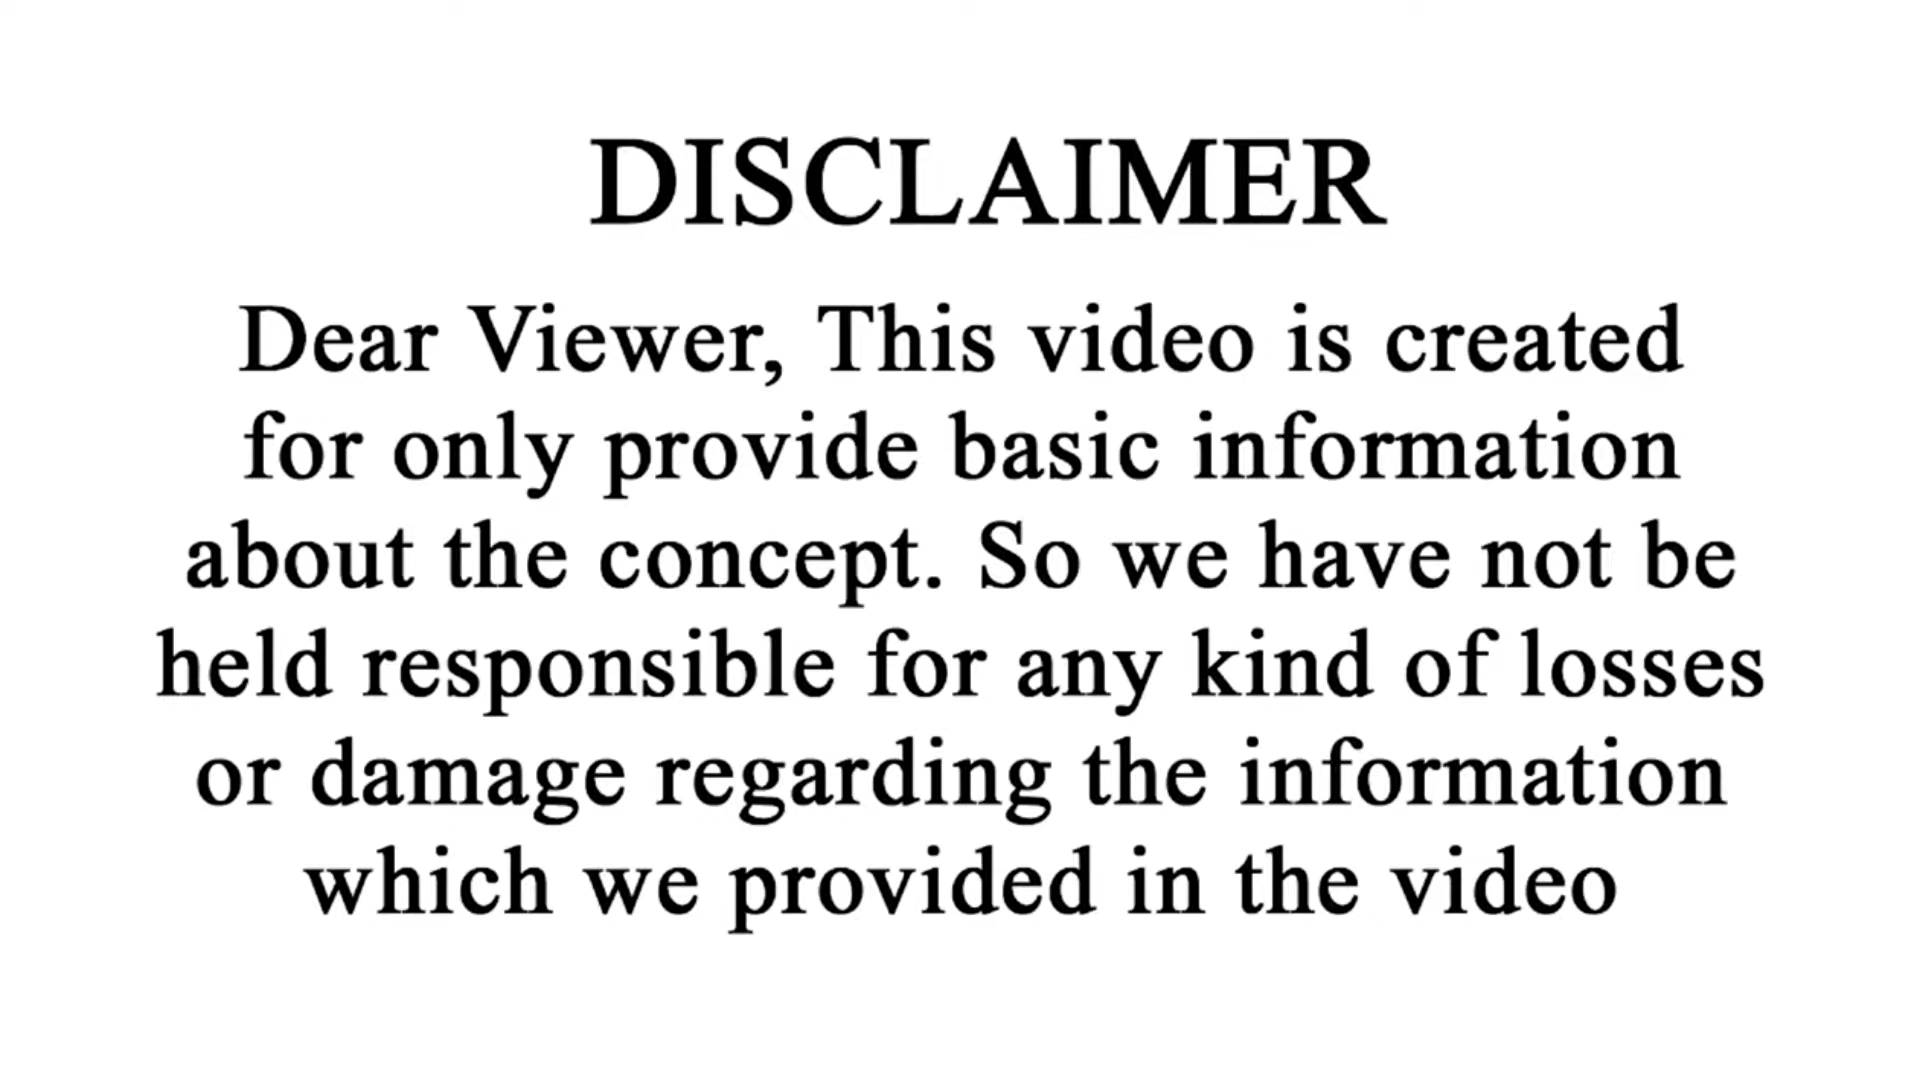 DISCLAIMER
Dear Viewer, This video is created
for only provide basic information
about the concept. So we have not be
held responsible for any kind of losses
or damage regarding the information
which we provided in the video